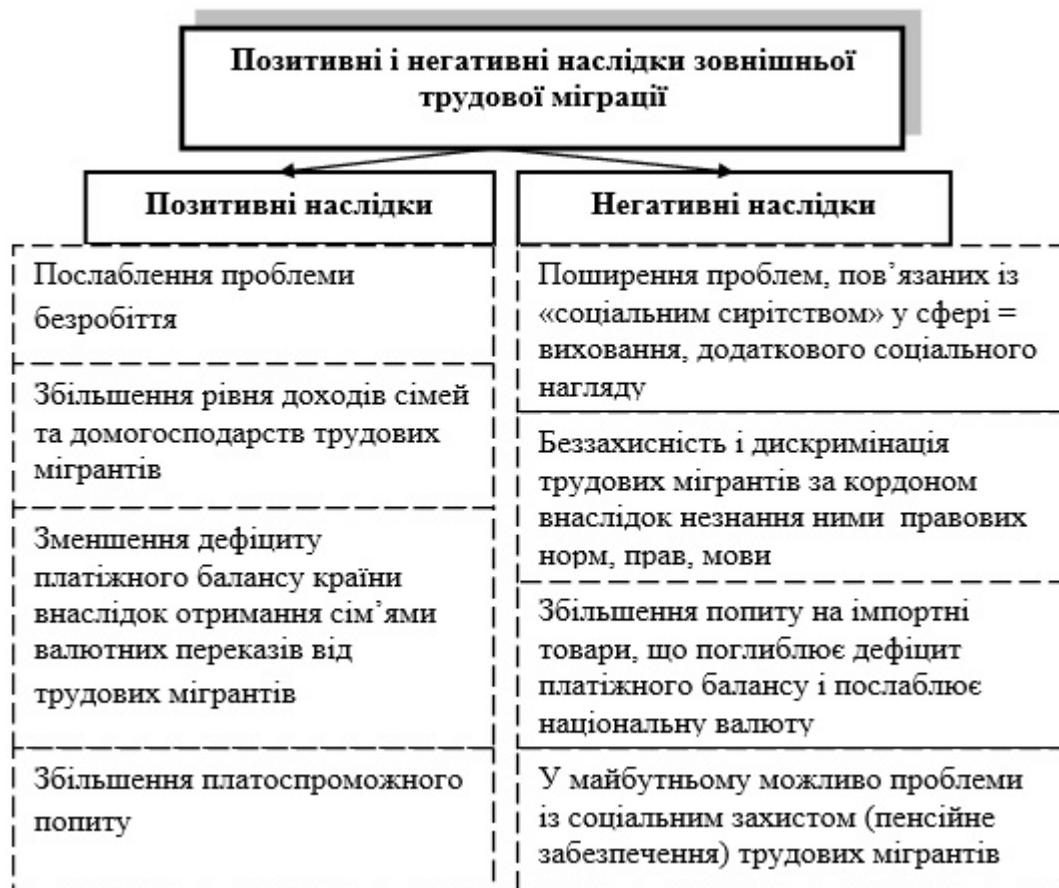 Позитивні і негативні наслідки зовнішньої
трудової міграції
Позитивні наслідки
Послаблення проблеми
безробіття
Збільшення рівня доходів сімей
та домогосподарств трудових
мігрантів
Зменшення дефіциту
платіжного балансу країни
внаслідок отримання сім’ями
валютних переказів від
трудових мігрантів
Збільшення платоспроможного
попиту
Негативні наслідки
Поширення проблем, пов’язаних із
«соціальним сирітством» у сфері =
виховання, додаткового соціального
нагляду
Беззахисність і дискримінація
трудових мігрантів за кордоном
внаслідок незнання ними правових
норм, прав, мови
Збільшення попиту на імпортні
товари, що поглиблює дефіцит
платіжного балансу і послаблює
національну валюту
У майбутньому можливо проблеми
із соціальним захистом (пенсійне
забезпечення) трудових мігрантів